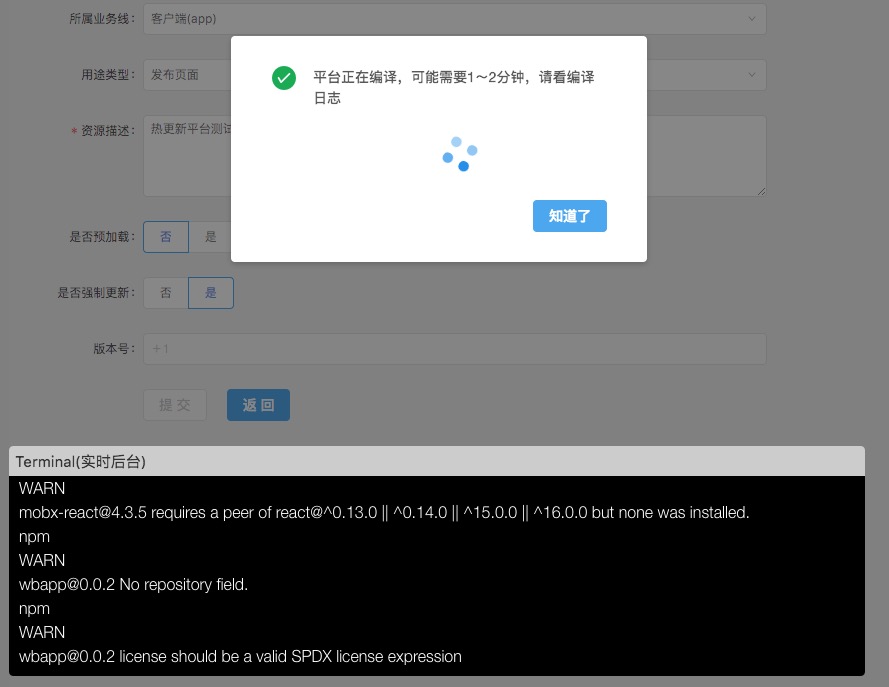 所属业务线： 客户端(app)
用途类型： 发布页面
平台正在编译，可能需要1～2分钟，请看编译
日志
知道了
* 资源描述： 热更新平台测试
是否预加载： 否 是
是否强制更新： 否 是
版本号： +1
提 交 返 回
Terminal(实时后台)
WARN
mobx-react@4.3.5 requires a peer of react@^0.13.0 || ^0.14.0 || ^15.0.0 || ^16.0.0 but none was installed.
npm
WARN
wbapp@0.0.2 No repository field.
npm
WARN
wbapp@0.0.2 license should be a valid SPDX license expression